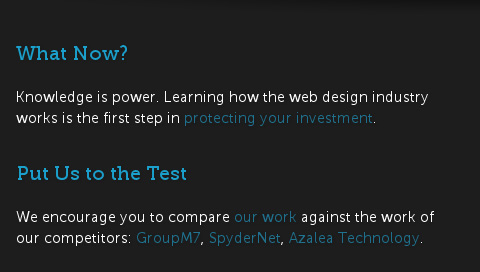 What Now?
Knowledge is power. Learning how the web design industry
works is the first step in protecting your investment.
Put Us to the Test
We encourage you to compare our work against the work of
our competitors: GroupM7, SpyderNet, Azalea Technology.